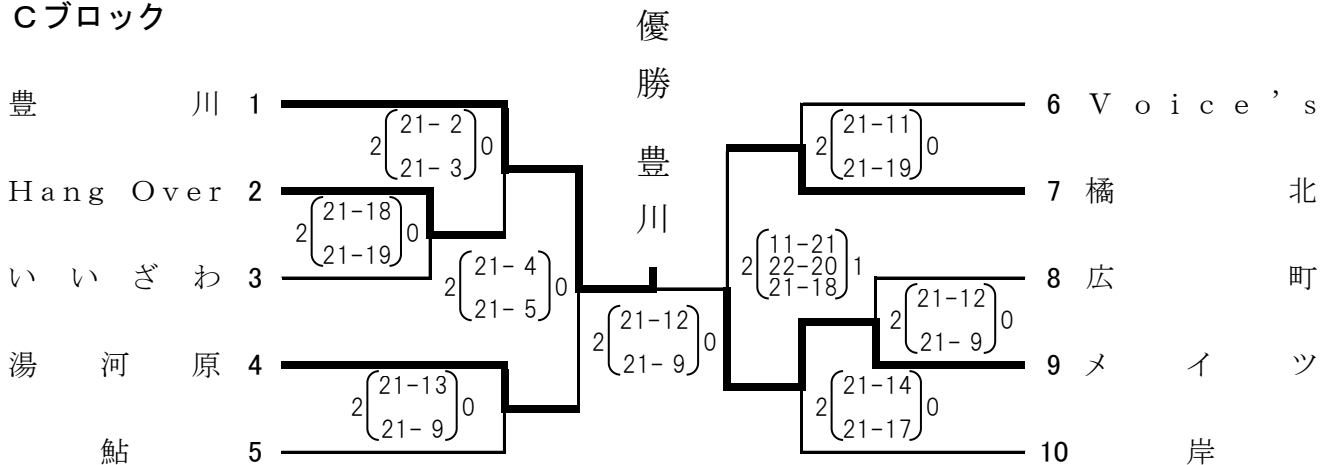 Cブロック
優勝 豊川
豊川 1
Hang Over 2
いいざわ 3
湯河原 4
鮎 5
6 Voice's
7 橘北
8 広町
9 メイツ
10 岸
2 (21- 2 21- 3) 0
2 (21-18 21-19) 0
2 (21- 4 21- 5) 0
2 (21-13 21- 9) 0
2 (21-12 21- 9) 0
2 (21-11 21-19) 0
2 (11-21 22-20 21-18) 1
2 (21-12 21- 9) 0
2 (21-14 21-17) 0